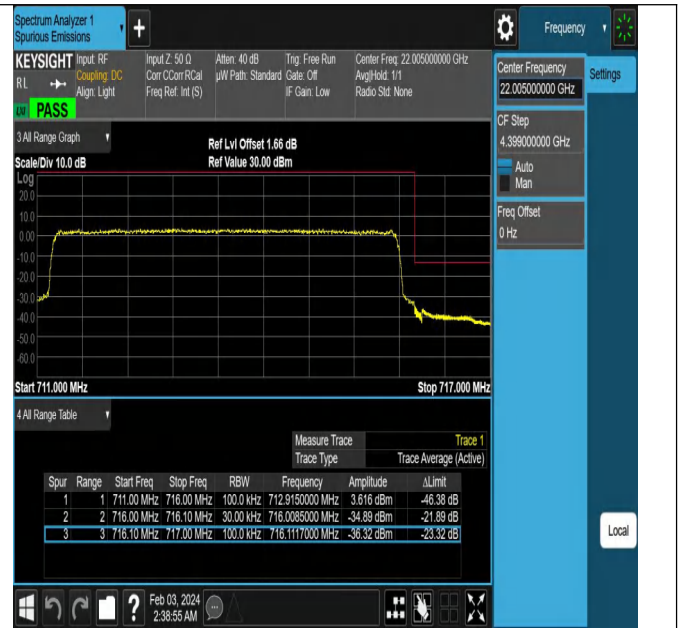 Spectrum Analyzer 1
Spurious Emissions
Frequency
KEYSIGHT
RL
Input: RF
Coupling: DC
Align: Light
Input Z: 50 Ω
Corr CCorr RCal
Freq Ref: Int (S)
Atten: 40 dB
µW Path: Standard
Trig: Free Run
Gate: Off
IF Gain: Low
Center Freq: 22.005000000 GHz
Avg|Hold: 1/1
Radio Std: None
PASS
Center Frequency
22.005000000 GHz
Settings
CF Step
4.399000000 GHz
Auto
Man
Freq Offset
0 Hz
3 All Range Graph
Scale/Div 10.0 dB
Ref Lvl Offset 1.66 dB
Ref Value 30.00 dBm
Log
20.0
10.0
0.00
-10.0
-20.0
-30.0
-40.0
-50.0
-60.0
Start 711.000 MHz
Stop 717.000 MHz
4 All Range Table
Measure Trace Trace 1
Trace Type Trace Average (Active)
Spur Range Start Freq Stop Freq RBW Frequency Amplitude ΔLimit
1 1 711.00 MHz 716.00 MHz 100.0 kHz 712.9150000 MHz 3.616 dBm -46.38 dB
2 2 716.00 MHz 716.10 MHz 30.00 kHz 716.0085000 MHz -34.89 dBm -21.89 dB
3 3 716.10 MHz 717.00 MHz 100.0 kHz 716.1117000 MHz -36.32 dBm -23.32 dB
Local
Feb 03, 2024
2:38:55 AM